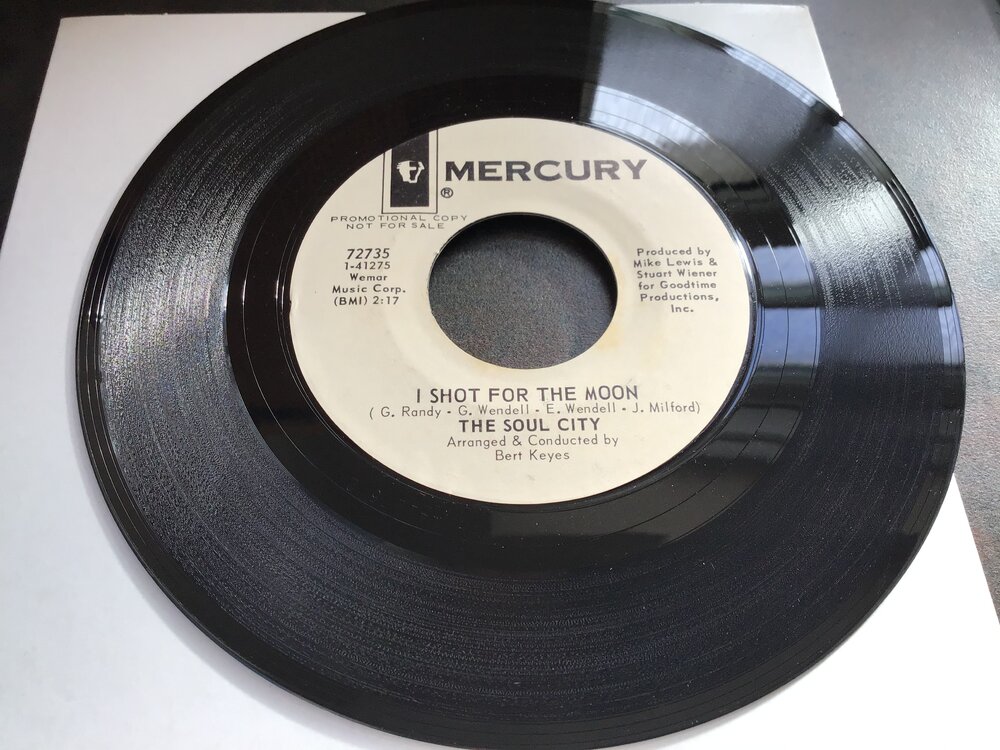 MERCURY
®
PROMOTIONAL COPY
NOT FOR SALE
72735
1-41275
Wemar
Music Corp.
(BMI) 2:17
Produced by
Mike Lewis &
Stuart Wiener
for Goodtime
Productions,
Inc.
I SHOT FOR THE MOON
( G. Randy - G. Wendell - E. Wendell - J. Milford)
THE SOUL CITY
Arranged & Conducted by
Bert Keyes